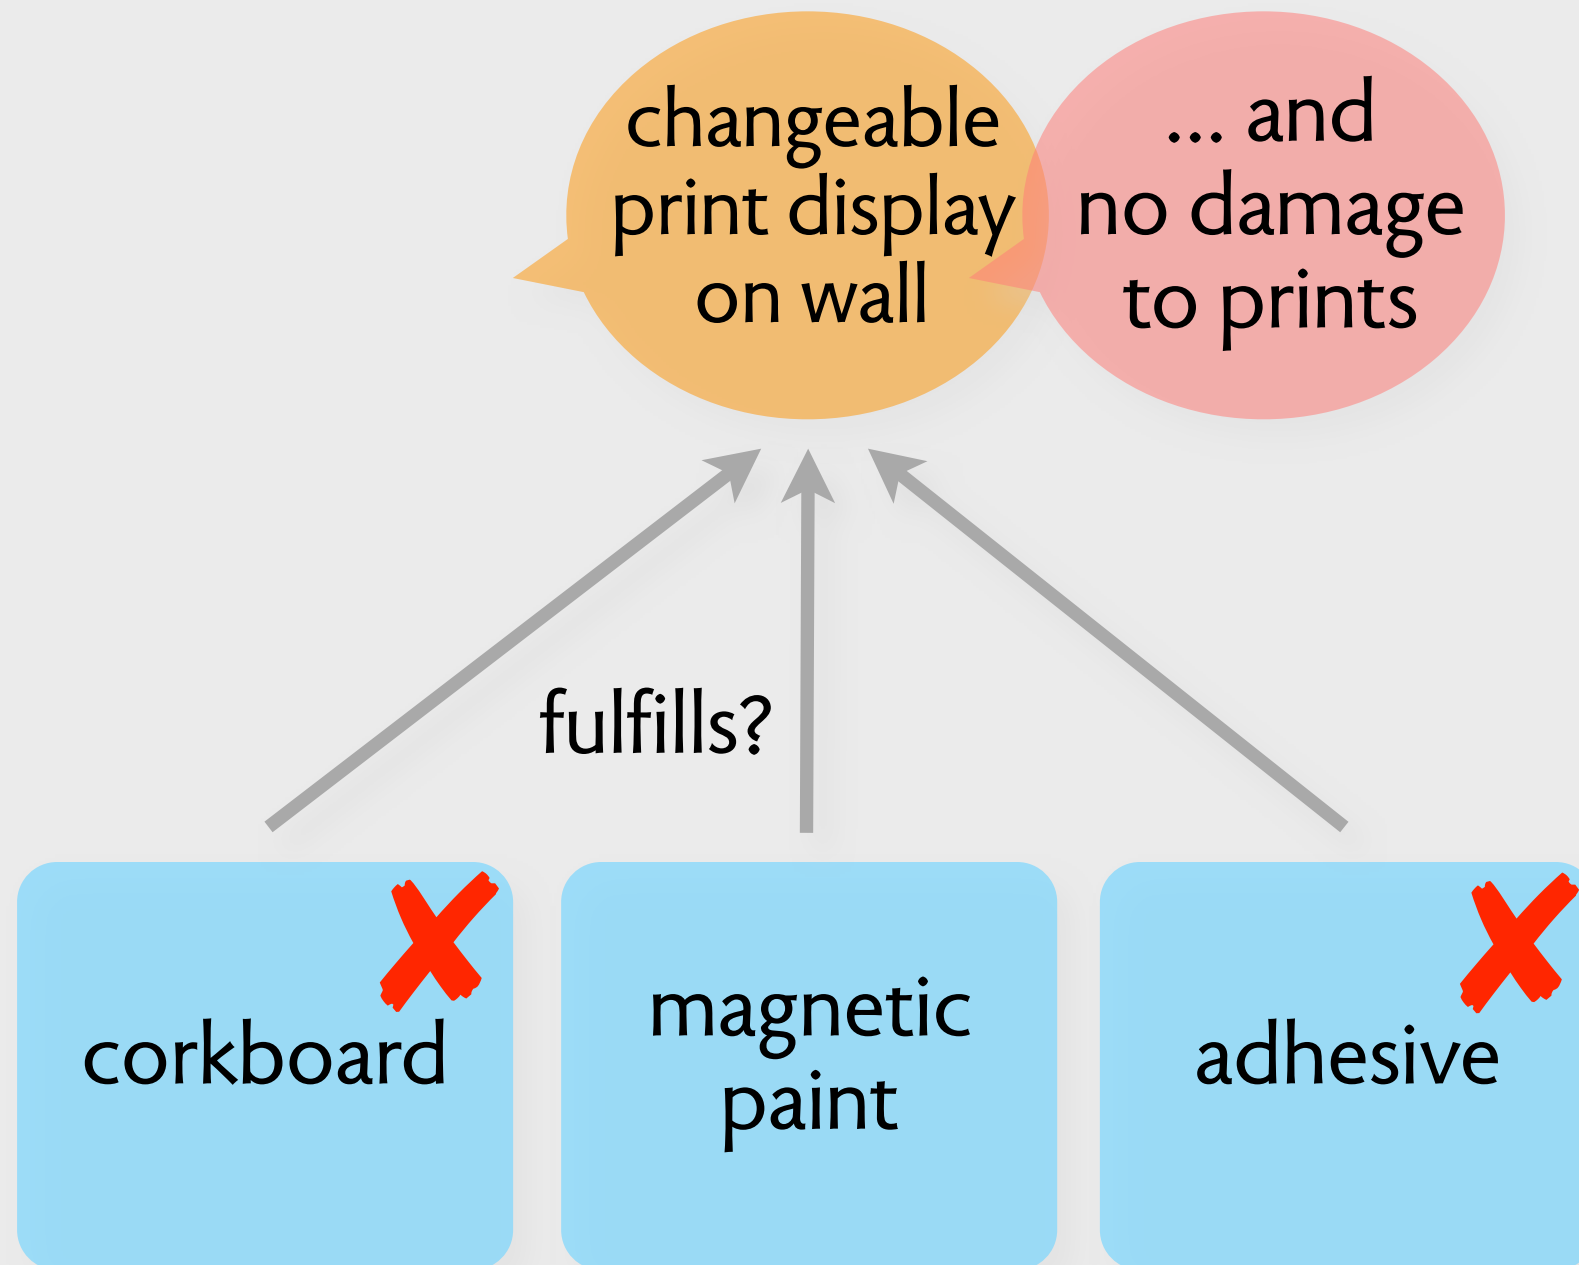 changeable
print display
on wall
... and
no damage
to prints
fulfills?
corkboard
magnetic
paint
adhesive